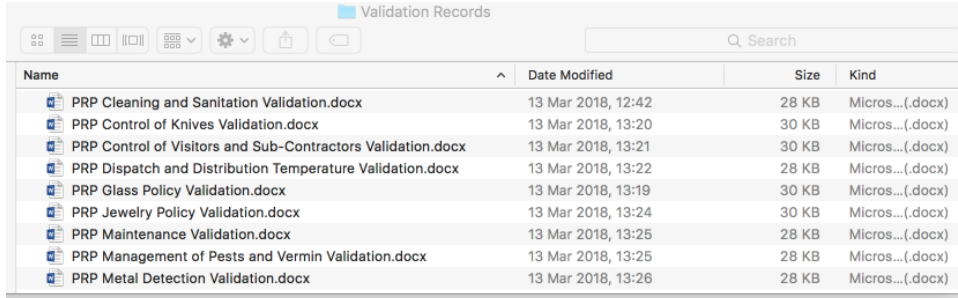 Validation Records
Search
Name Date Modified Size Kind
PRP Cleaning and Sanitation Validation.docx 13 Mar 2018, 12:42 28 KB Micros...(.docx)
PRP Control of Knives Validation.docx 13 Mar 2018, 13:20 30 KB Micros...(.docx)
PRP Control of Visitors and Sub-Contractors Validation.docx 13 Mar 2018, 13:21 30 KB Micros...(.docx)
PRP Dispatch and Distribution Temperature Validation.docx 13 Mar 2018, 13:22 28 KB Micros...(.docx)
PRP Glass Policy Validation.docx 13 Mar 2018, 13:19 30 KB Micros...(.docx)
PRP Jewelry Policy Validation.docx 13 Mar 2018, 13:24 30 KB Micros...(.docx)
PRP Maintenance Validation.docx 13 Mar 2018, 13:25 28 KB Micros...(.docx)
PRP Management of Pests and Vermin Validation.docx 13 Mar 2018, 13:25 28 KB Micros...(.docx)
PRP Metal Detection Validation.docx 13 Mar 2018, 13:26 28 KB Micros...(.docx)